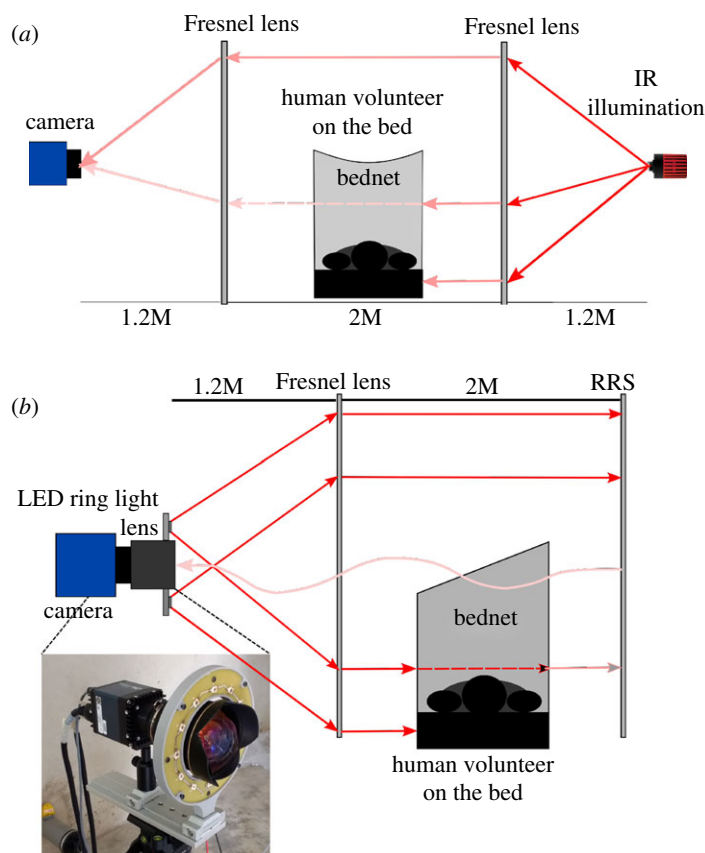 (a)
Fresnel lens
Fresnel lens
human volunteer
on the bed
IR
illumination
camera
bednet
1.2M
2M
1.2M
(b)
1.2M
Fresnel lens
2M
RRS
LED ring light
lens
camera
bednet
human volunteer
on the bed